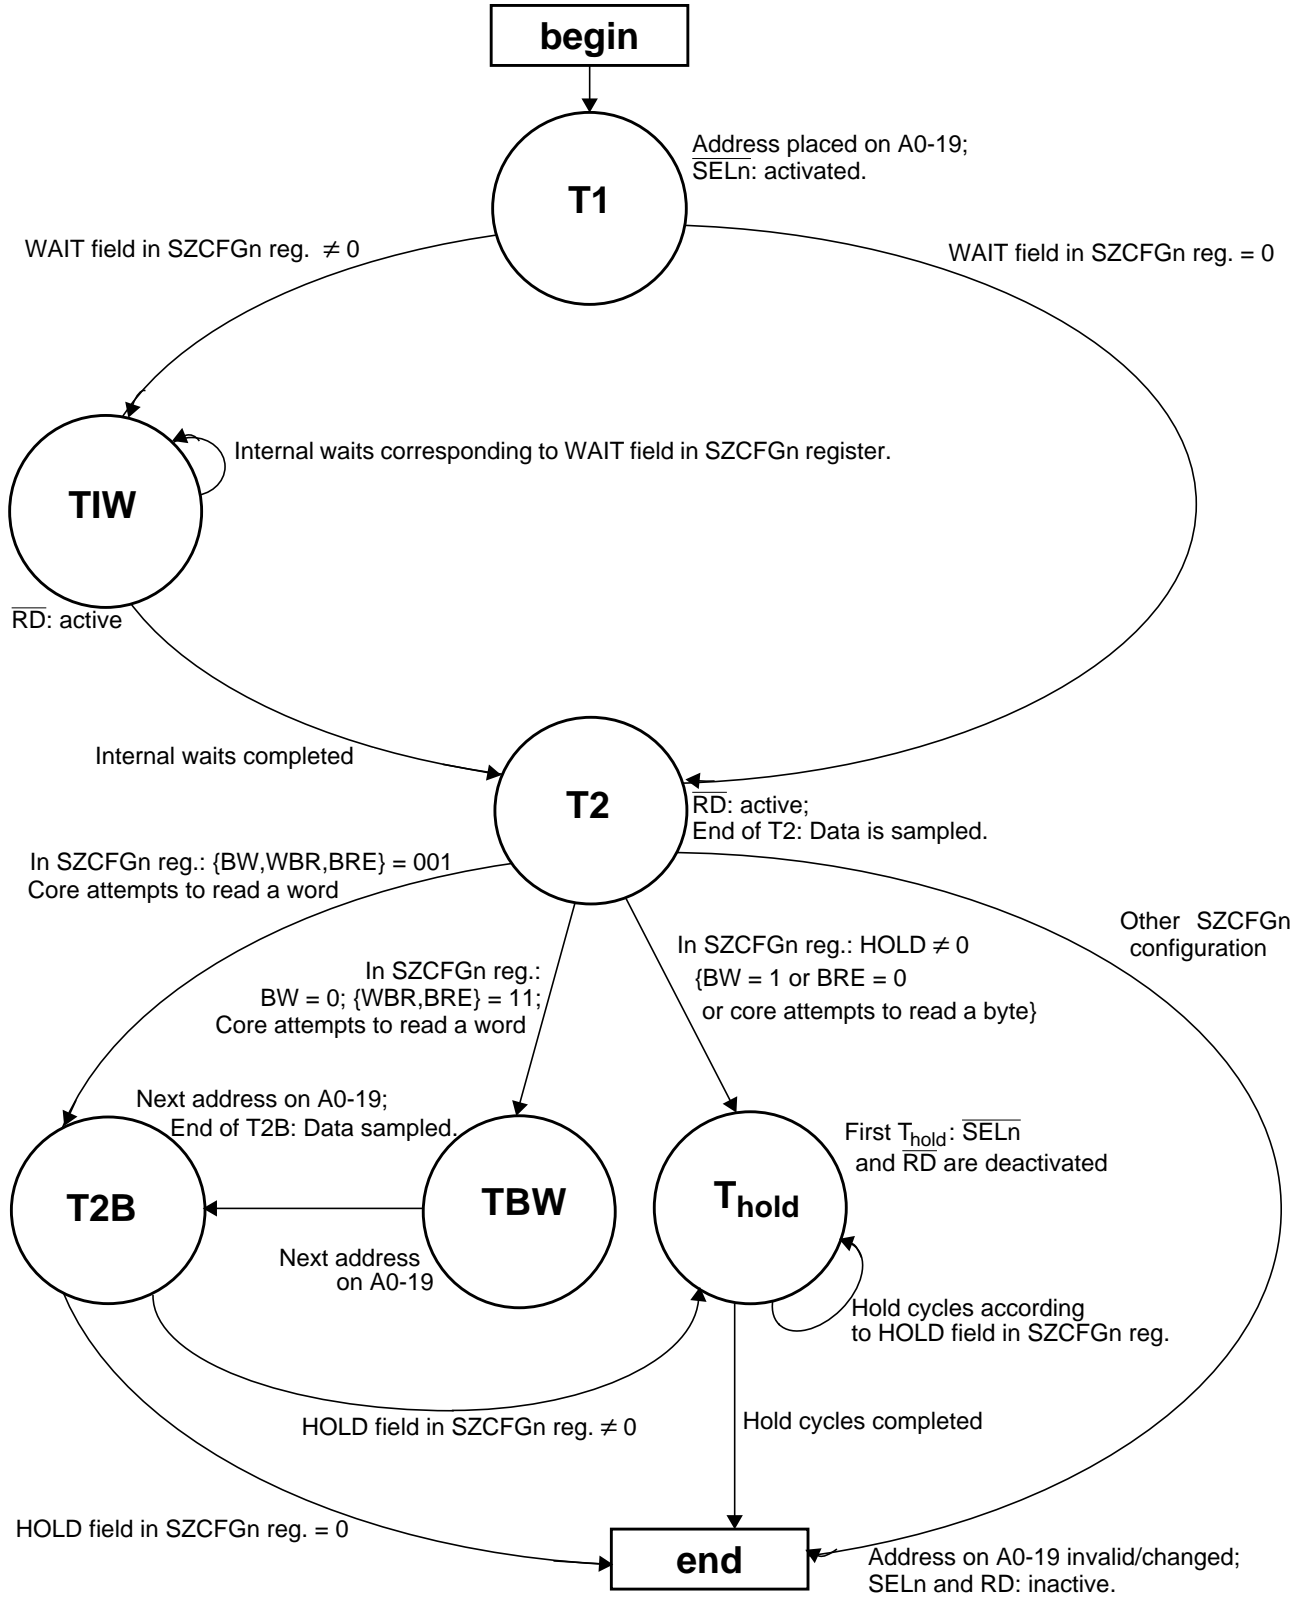 begin
T1
Address placed on A0-19;
SELn: activated.
WAIT field in SZCFGn reg. ≠ 0
WAIT field in SZCFGn reg. = 0
Internal waits corresponding to WAIT field in SZCFGn register.
TIW
RD: active
Internal waits completed
T2
RD: active;
End of T2: Data is sampled.
In SZCFGn reg.: {BW,WBR,BRE} = 001
Core attempts to read a word
In SZCFGn reg.:
BW = 0; {WBR,BRE} = 11;
Core attempts to read a word
In SZCFGn reg.: HOLD ≠ 0
{BW = 1 or BRE = 0
or core attempts to read a byte}
Other SZCFGn
configuration
Next address on A0-19;
End of T2B: Data sampled.
T2B
TBW
Thold
First Thold: SELn
and RD are deactivated
Next address
on A0-19
Hold cycles according
to HOLD field in SZCFGn reg.
HOLD field in SZCFGn reg. ≠ 0
Hold cycles completed
HOLD field in SZCFGn reg. = 0
end
Address on A0-19 invalid/changed;
SELn and RD: inactive.